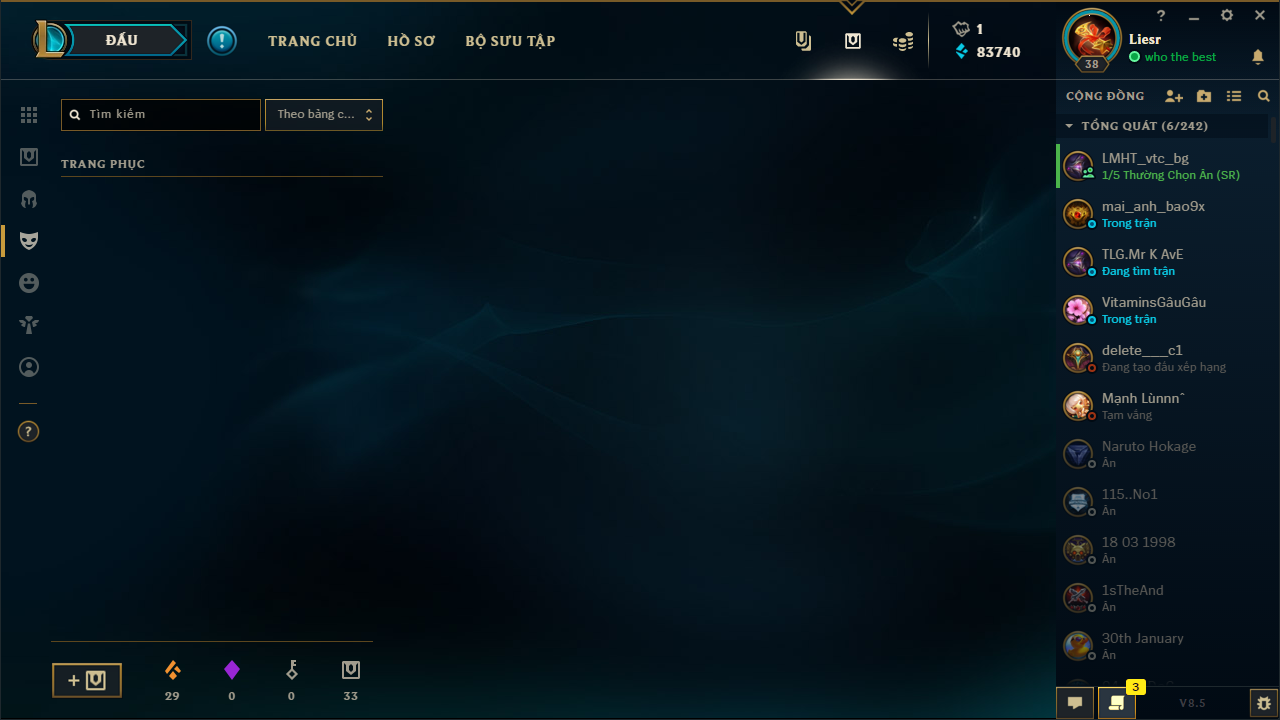 ĐẤU
TRANG CHỦ
HỒ SƠ
BỘ SƯU TẬP
1
83740
38
Liesr
who the best
CỘNG ĐỒNG
Tìm kiếm
Theo bảng c...
TRANG PHỤC
TỔNG QUÁT (6/242)
LMHT_vtc_bg
1/5 Thường Chọn Ẩn (SR)
mai_anh_bao9x
Trong trận
TLG.Mr K AvE
Đang tìm trận
VitaminsGâuGâu
Trong trận
delete___c1
Đang tạo đấu xếp hạng
Mạnh Lùnnnˆ
Tạm vắng
Naruto Hokage
Ẩn
115..No1
Ẩn
18 03 1998
Ẩn
1sTheAnd
Ẩn
30th January
Ẩn
29
0
0
33
3
V8.5